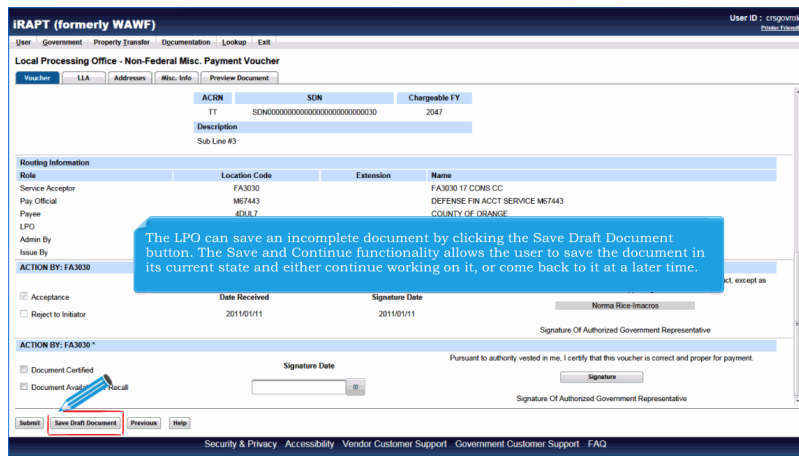 iRAPT (formerly WAWF)
User ID : crsgovrok
Printer Friendl
User Government Property Transfer Documentation Lookup Exit
Local Processing Office - Non-Federal Misc. Payment Voucher
Voucher LLA Addresses Misc. Info Preview Document
ACRN SDN Chargeable FY
TT 2047
Description
Sub Line #3
Routing Information
Role Location Code Extension Name
Service Acceptor FA3030 FA3030 17 CONS CC
Pay Official M67443 DEFENSE FIN ACCT SERVICE M67443
Payee 4DUL7 COUNTY OF ORANGE
LPO
Admin By
Issue By
The LPO can save an incomplete document by clicking the Save Draft Document
button. The Save and Continue functionality allows the user to save the document in
its current state and either continue working on it, or come back to it at a later time.
ACTION BY: FA3030
ct, except as
Acceptance Date Received Signature Date
Norma Rice-Imacros
Reject to Initiator 2011/01/11 2011/01/11
Signature Of Authorized Government Representative
ACTION BY: FA3030 *
Pursuant to authority vested in me, I certify that this voucher is correct and proper for payment.
Document Certified Signature Date
Signature
Document Recall
Signature Of Authorized Government Representative
Submit Save Draft Document Previous Help
Security & Privacy Accessibility Vendor Customer Support Government Customer Support FAQ